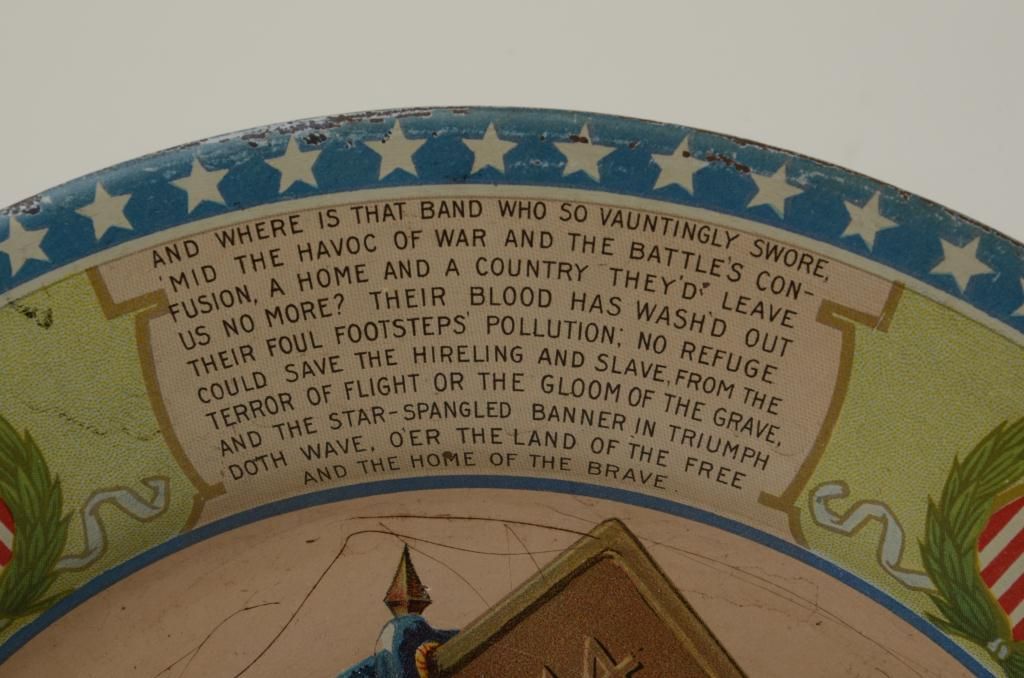 AND WHERE IS THAT BAND WHO SO VAUNTINGLY SWORE,
'MID THE HAVOC OF WAR AND THE BATTLE'S CON-
FUSION, A HOME AND A COUNTRY THEY'D LEAVE
US NO MORE? THEIR BLOOD HAS WASH'D OUT
THEIR FOUL FOOTSTEPS' POLLUTION; NO REFUGE
COULD SAVE THE HIRELING AND SLAVE, FROM THE
TERROR OF FLIGHT OR THE GLOOM OF THE GRAVE,
AND THE STAR-SPANGLED BANNER IN TRIUMPH
DOTH WAVE, O'ER THE LAND OF THE FREE
AND THE HOME OF THE BRAVE.